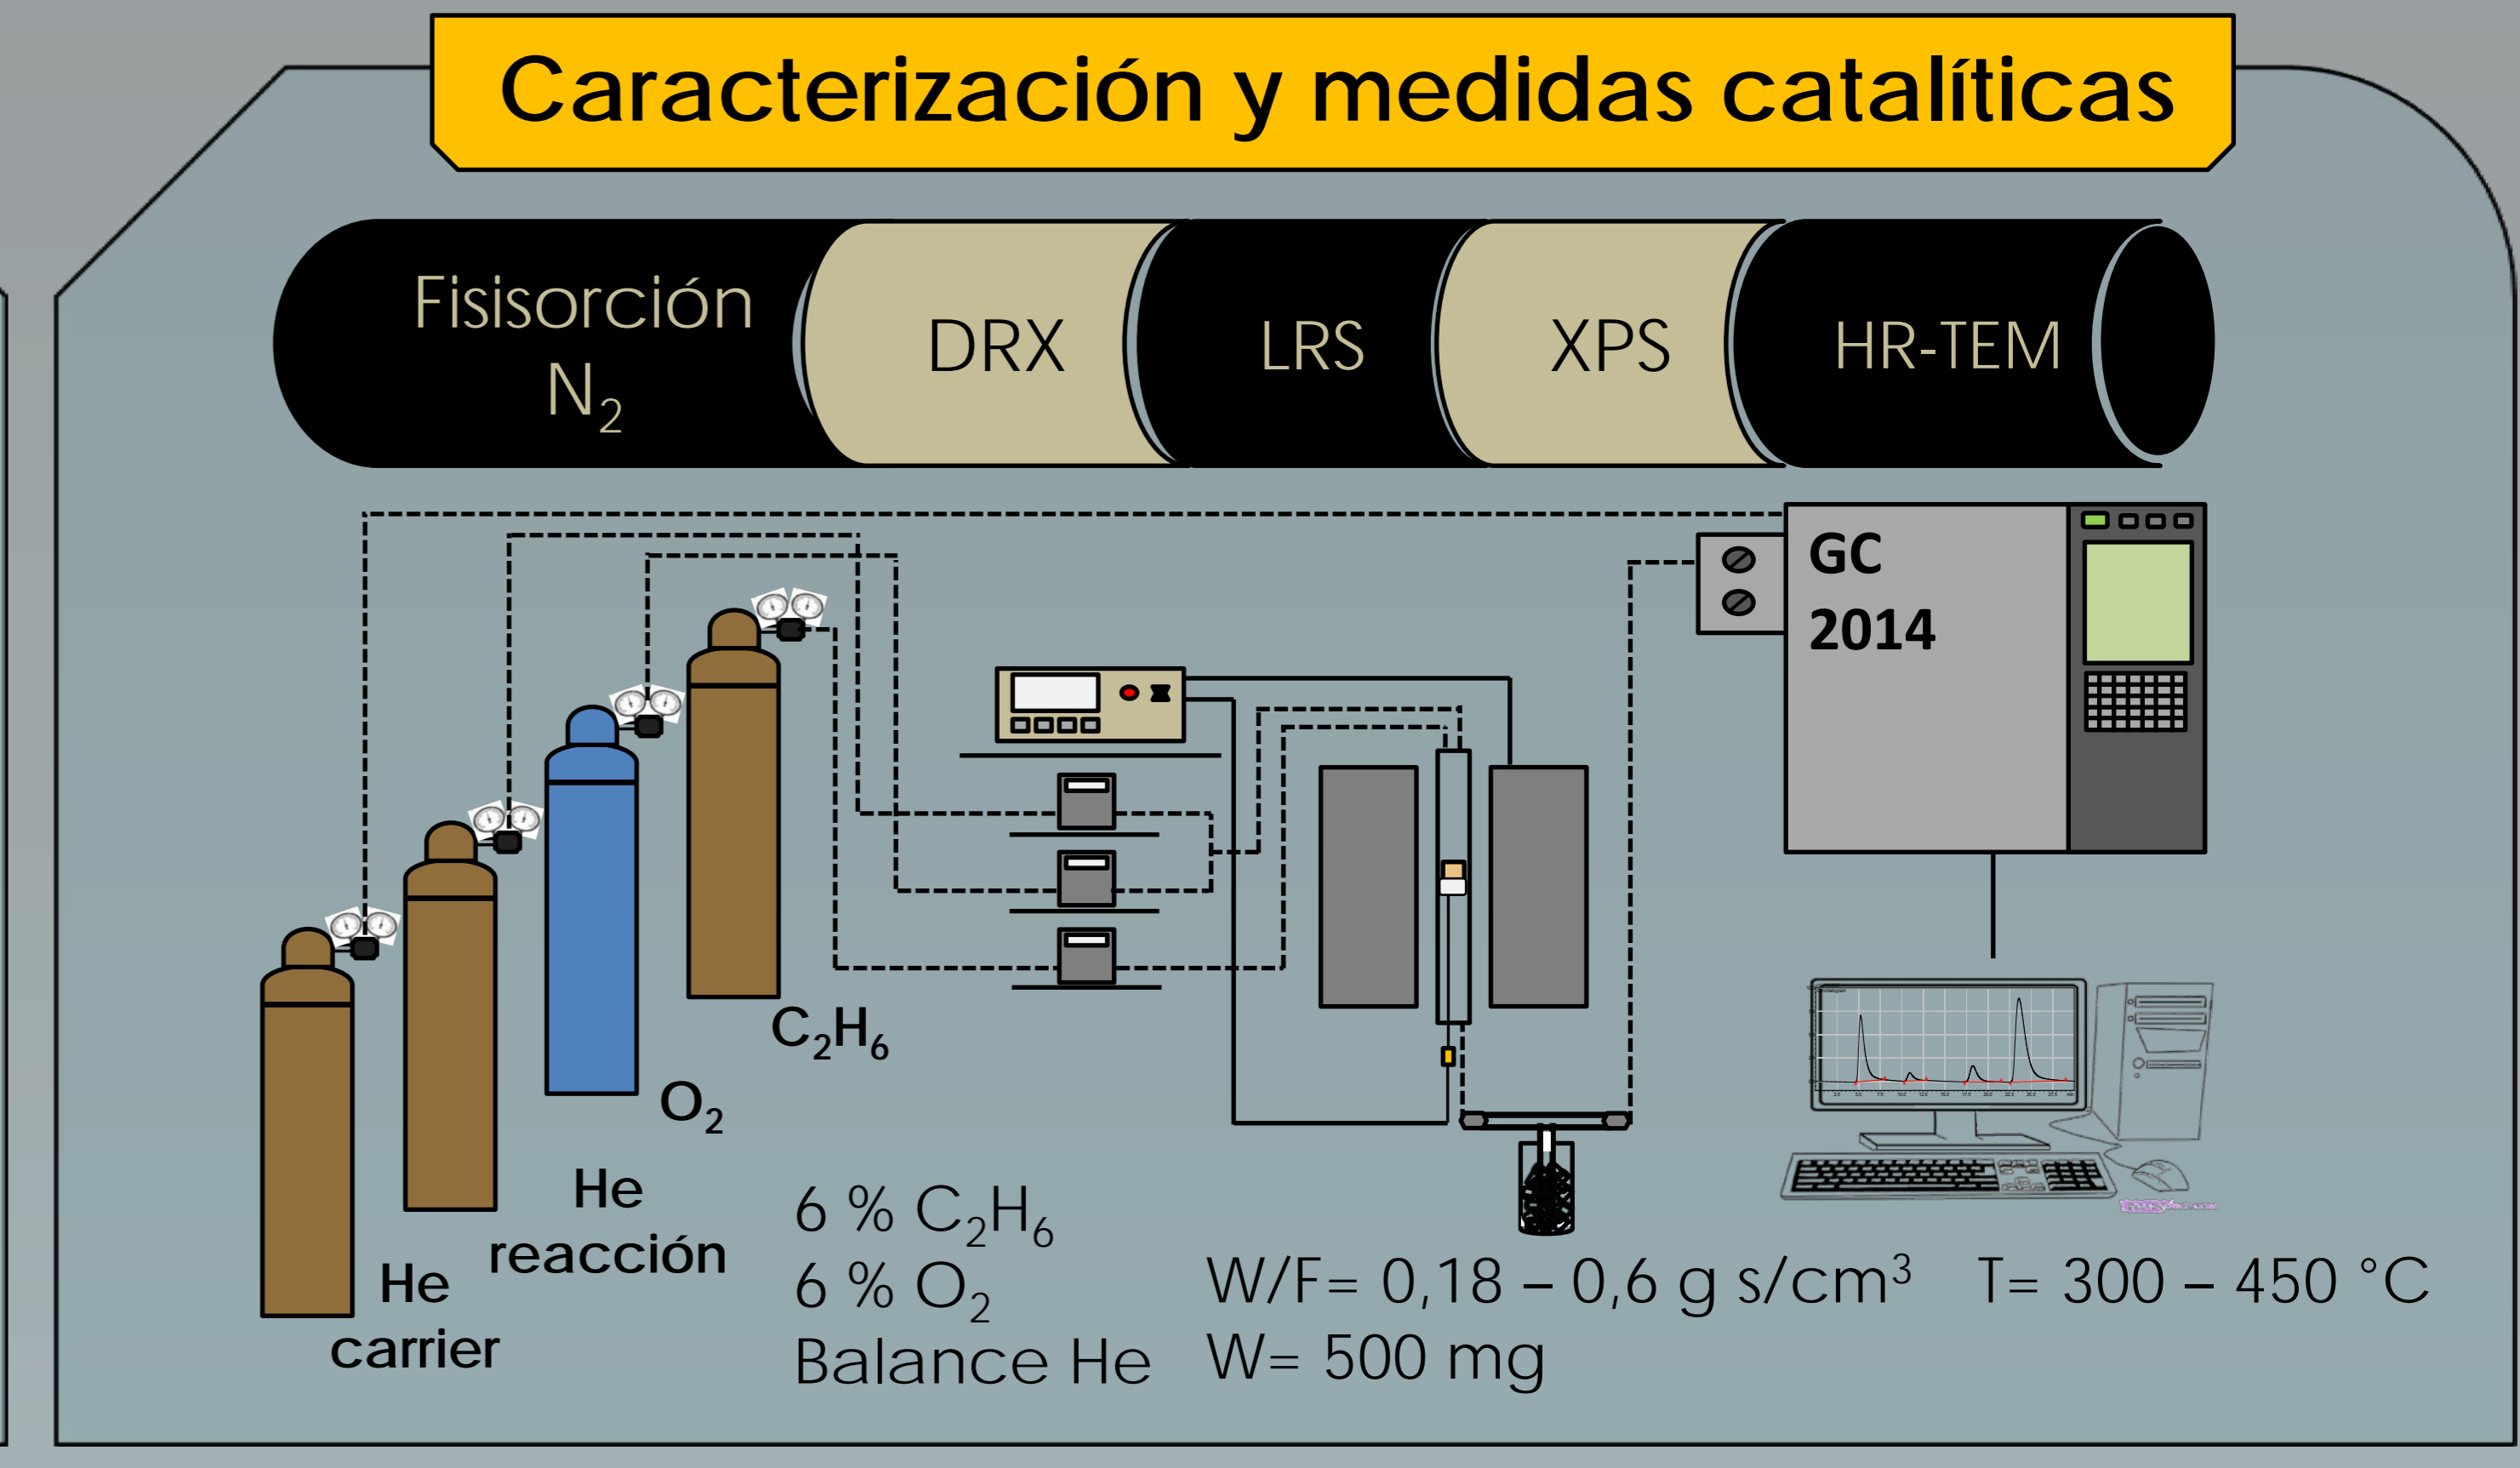 Caracterización y medidas catalíticas
Fisisorción
N₂
DRX
LRS
XPS
HR-TEM
GC
2014
C₂H₆
O₂
He
reacción
He
carrier
6 % C₂H₆
6 % O₂
Balance He
W/F= 0,18 – 0,6 g s/cm³
T= 300 – 450 °C
W= 500 mg